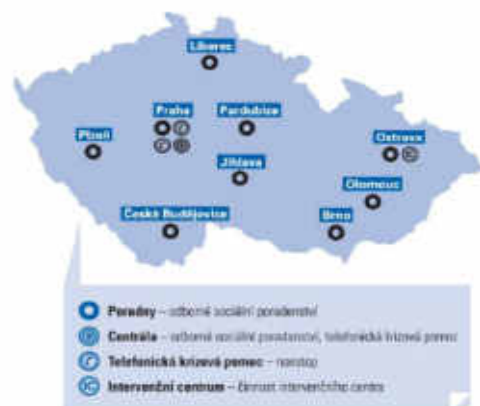 Liberec
Praha
Pardubice
Plzeň
Ostrava
Jihlava
Olomouc
České Budějovice
Brno
Poradny – odborné sociální poradenství
Centrála – odborné sociální poradenství, telefonická krizová pomoc
Telefonická krizová pomoc – nonstop
Intervenční centrum – činnost intervenčního centra